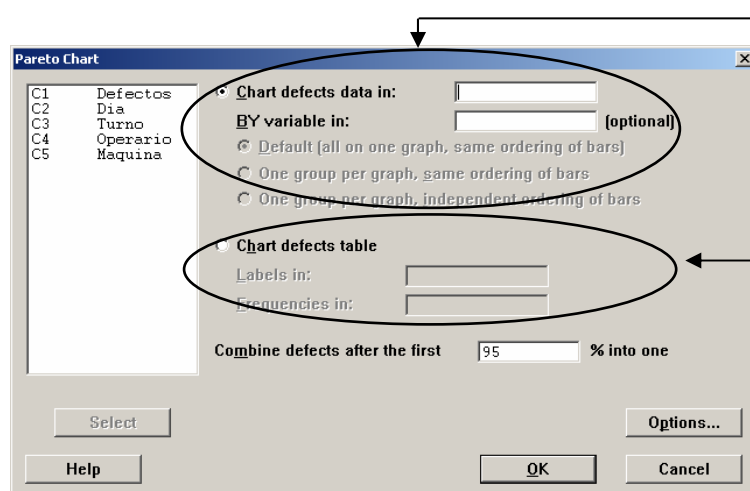 Pareto Chart
C1 Defectos
C2 Dia
C3 Turno
C4 Operario
C5 Maquina
Chart defects data in:
BY variable in: (optional)
Default (all on one graph, same ordering of bars)
One group per graph, same ordering of bars
One group per graph, independent ordering of bars
Chart defects table
Labels in:
Frequencies in:
Combine defects after the first 95 % into one
Select
Options...
Help
OK
Cancel